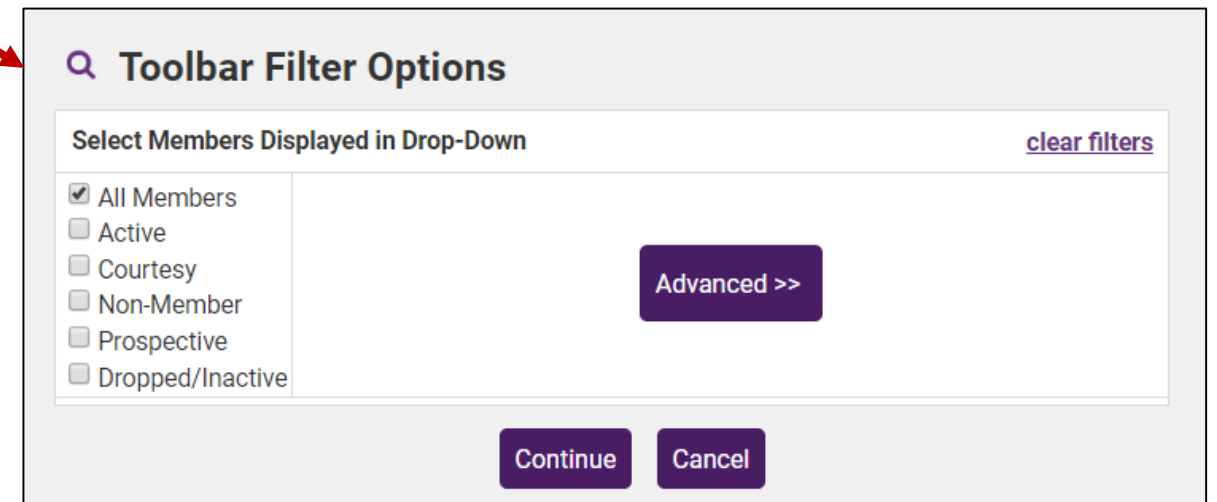 Toolbar Filter Options
Select Members Displayed in Drop-Down clear filters
All Members
Active
Courtesy
Advanced >>
Non-Member
Prospective
Dropped/Inactive
Continue Cancel